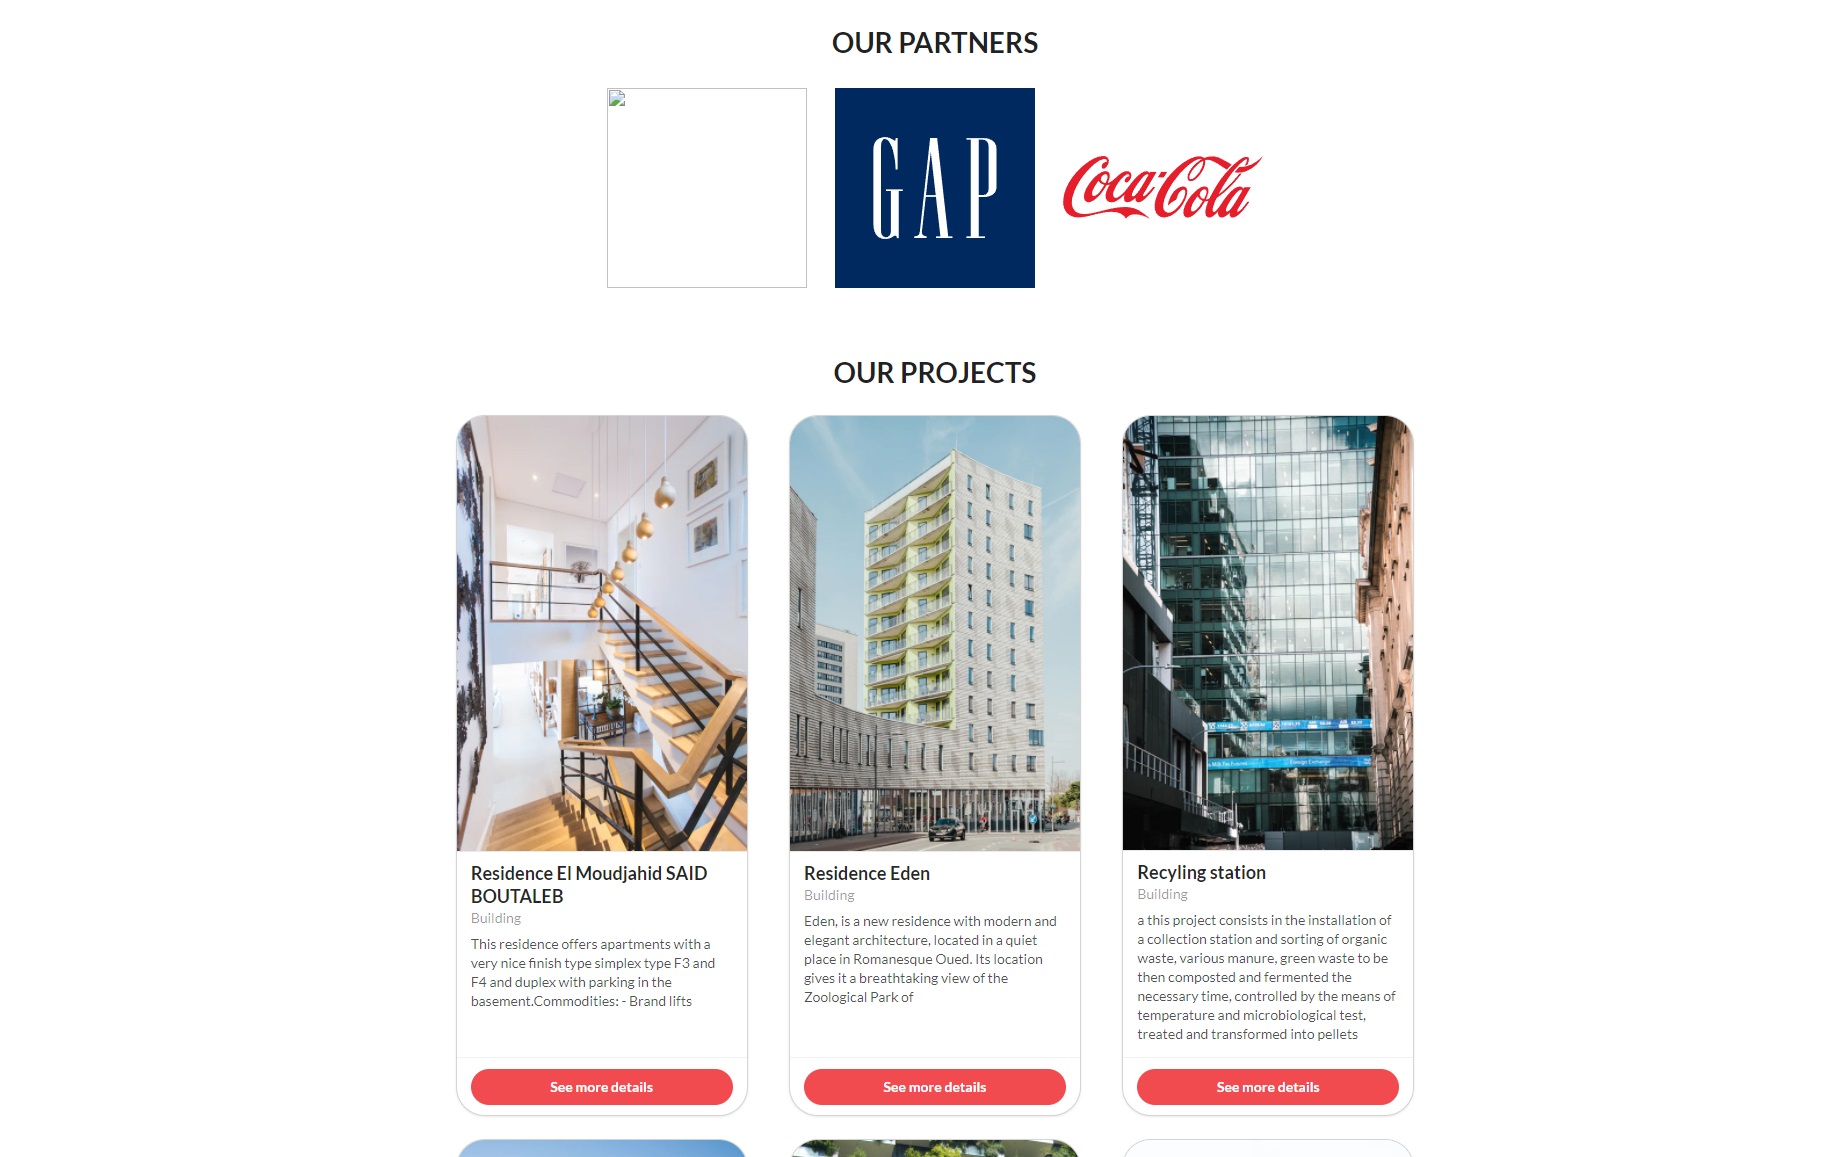 OUR PARTNERS
GAP
Coca-Cola
OUR PROJECTS
Residence El Moudjahid SAID
BOUTALEB
Building
This residence offers apartments with a
very nice finish type simplex type F3 and
F4 and duplex with parking in the
basement.Commodities: - Brand lifts
See more details
Residence Eden
Building
Eden, is a new residence with modern and
elegant architecture, located in a quiet
place in Romanesque Oued. Its location
gives it a breathtaking view of the
Zoological Park of
See more details
Recyling station
Building
a this project consists in the installation of
a collection station and sorting of organic
waste, various manure, green waste to be
then composted and fermented the
necessary time, controlled by the means of
temperature and microbiological test,
treated and transformed into pellets
See more details